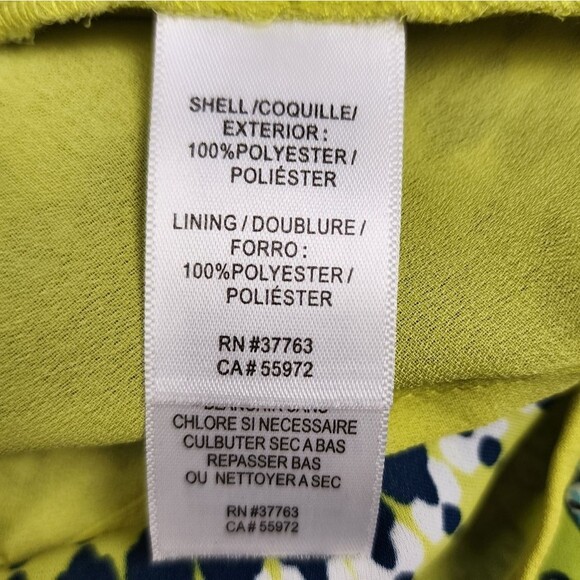 SHELL/COQUILLE/
EXTERIOR:
100%POLYESTER/
POLIÉSTER
LINING/DOUBLURE/
FORRO:
100%POLYESTER/
POLIÉSTER
RN#37763
CA# 55972
CHLORE SI NECESSAIRE
CULBUTER SEC A BAS
REPASSER BAS
OU NETTOYER A SEC
RN#37763
CA# 55972